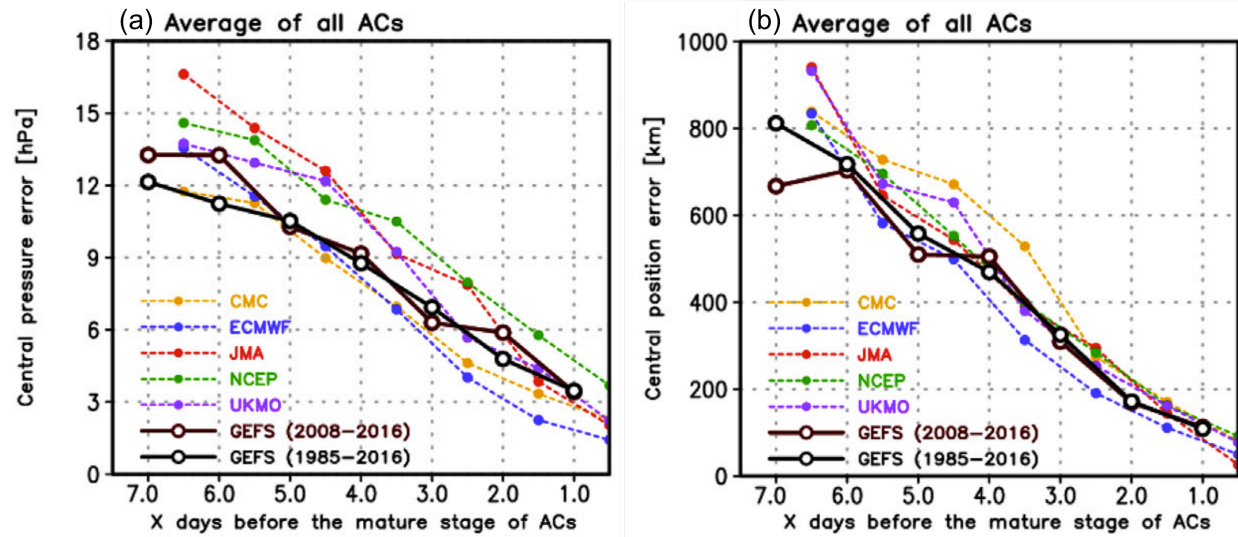 (a) Average of all ACs
18
15
12
9
6
3
0
Central pressure error [hPa]
CMC
ECMWF
JMA
NCEP
UKMO
GEFS (2008−2016)
GEFS (1985−2016)
7.0 6.0 5.0 4.0 3.0 2.0 1.0
X days before the mature stage of ACs
(b) Average of all ACs
1000
800
600
400
200
0
Central position error [km]
CMC
ECMWF
JMA
NCEP
UKMO
GEFS (2008−2016)
GEFS (1985−2016)
7.0 6.0 5.0 4.0 3.0 2.0 1.0
X days before the mature stage of ACs